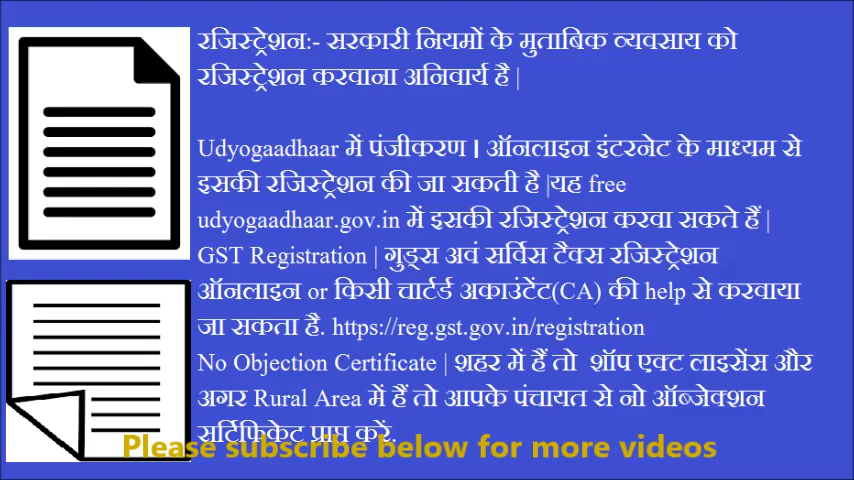 रजिस्ट्रेशन:- सरकारी नियमों के मुताबिक व्यवसाय को
रजिस्ट्रेशन करवाना अनिवार्य है |
Udyogaadhaar में पंजीकरण । ऑनलाइन इंटरनेट के माध्यम से
इसकी रजिस्ट्रेशन की जा सकती है |यह free
udyogaadhaar.gov.in में इसकी रजिस्ट्रेशन करवा सकते हैं |
GST Registration | गुड्स अवं सर्विस टैक्स रजिस्ट्रेशन
ऑनलाइन or किसी चार्टर्ड अकाउंटेंट(CA) की help से करवाया
जा सकता है. https://reg.gst.gov.in/registration
No Objection Certificate | शहर में हैं तो शॉप एक्ट लाइसेंस और
अगर Rural Area में हैं तो आपके पंचायत से नो ऑब्जेक्शन
सर्टिफिकेट प्राप्त करें.
Please subscribe below for more videos